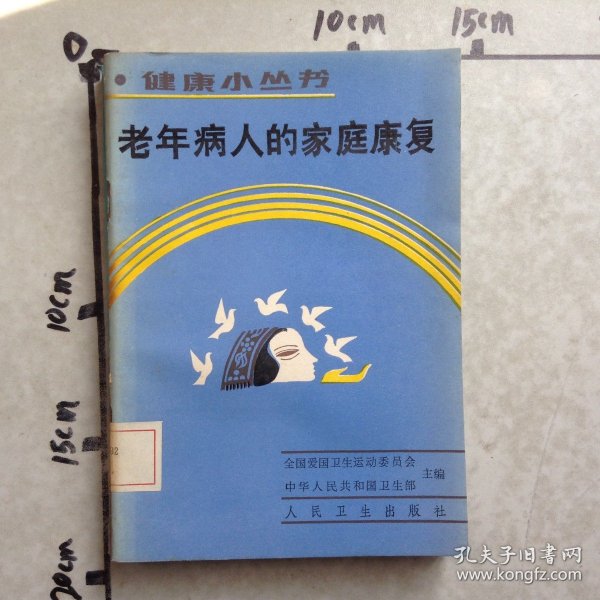 10cm 15cm
0
·健康小丛书
老年病人的家庭康复
10cm
15cm
20cm
02
全国爱国卫生运动委员会
中华人民共和国卫生部
主编
人民卫生出版社
孔夫子旧书网
www.kongfz.com